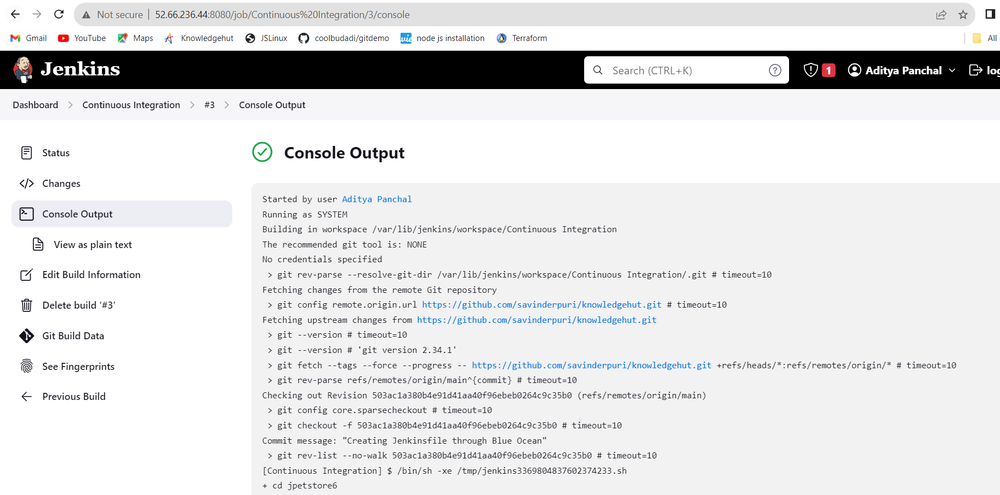 Not secure | 52.66.236.44:8080/job/Continuous%20Integration/3/console
Gmail YouTube Maps Knowledgehut JSLinux coolbudadi/gitdemo node js installation Terraform All
Jenkins Search (CTRL+K) ? 1 Aditya Panchal log
Dashboard > Continuous Integration > #3 > Console Output
Status
Changes
Console Output
View as plain text
Edit Build Information
Delete build ‘#3’
Git Build Data
See Fingerprints
Previous Build
Console Output
Started by user Aditya Panchal
Running as SYSTEM
Building in workspace /var/lib/jenkins/workspace/Continuous Integration
The recommended git tool is: NONE
No credentials specified
> git rev-parse --resolve-git-dir /var/lib/jenkins/workspace/Continuous Integration/.git # timeout=10
Fetching changes from the remote Git repository
> git config remote.origin.url https://github.com/savinderpuri/knowledgehut.git # timeout=10
Fetching upstream changes from https://github.com/savinderpuri/knowledgehut.git
> git --version # timeout=10
> git --version # 'git version 2.34.1'
> git fetch --tags --force --progress -- https://github.com/savinderpuri/knowledgehut.git +refs/heads/*:refs/remotes/origin/* # timeout=10
> git rev-parse refs/remotes/origin/main^{commit} # timeout=10
Checking out Revision 503ac1a380b4e91d41aa40f96ebeb0264c9c35b0 (refs/remotes/origin/main)
> git config core.sparsecheckout # timeout=10
> git checkout -f 503ac1a380b4e91d41aa40f96ebeb0264c9c35b0 # timeout=10
Commit message: "Creating Jenkinsfile through Blue Ocean"
> git rev-list --no-walk 503ac1a380b4e91d41aa40f96ebeb0264c9c35b0 # timeout=10
[Continuous Integration] $ /bin/sh -xe /tmp/jenkins3369804837602374233.sh
+ cd jpetstore6